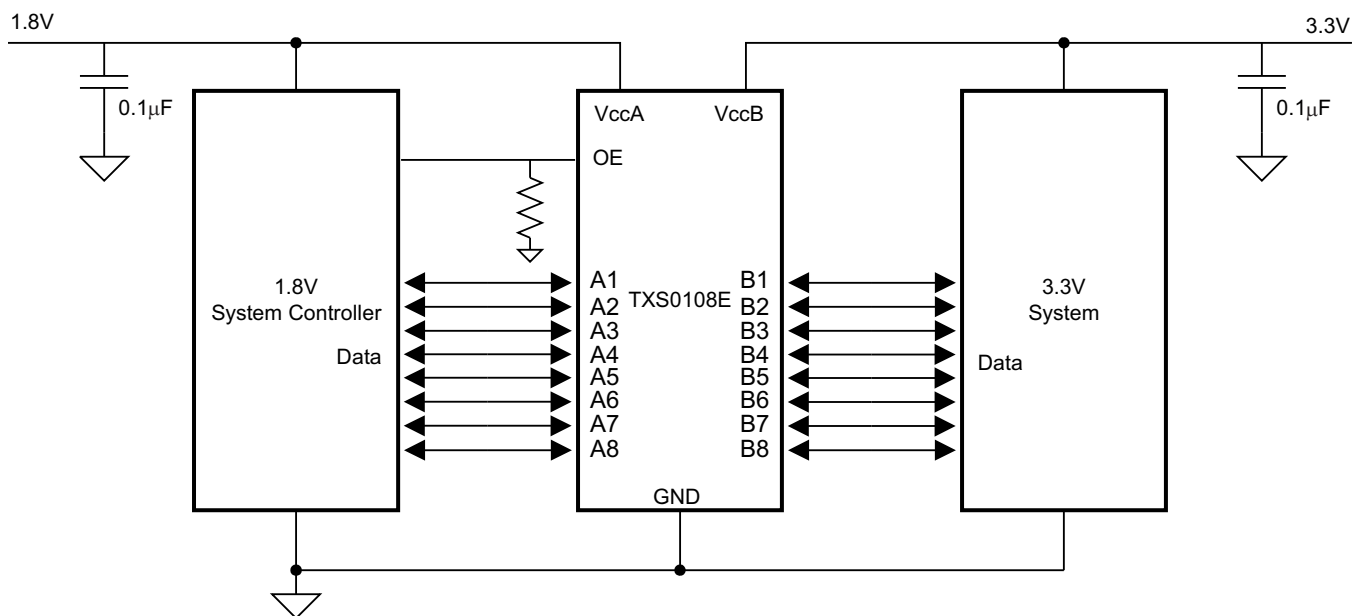 1.8V
3.3V
0.1μF
VccA
VccB
0.1μF
OE
1.8V
System Controller
Data
A1
A2
A3
A4
A5
A6
A7
A8
TXS0108E
B1
B2
B3
B4
B5
B6
B7
B8
GND
3.3V
System
Data